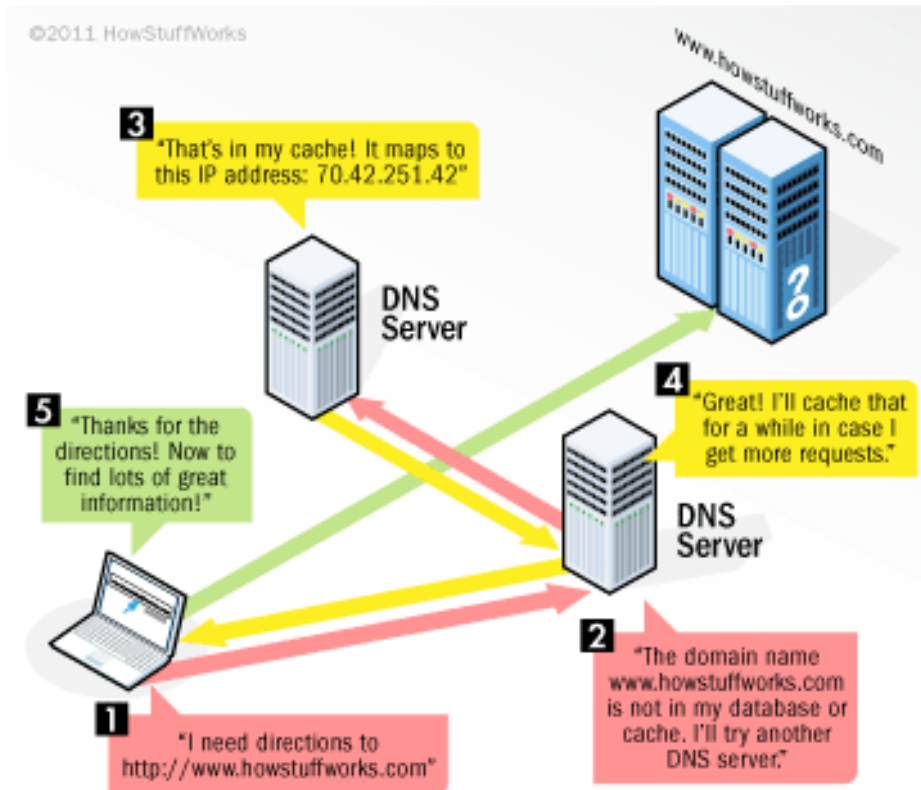 ©2011 HowStuffWorks
www.howstuffworks.com
3
“That's in my cache! It maps to
this IP address: 70.42.251.42”
DNS
Server
4
“Great! I'll cache that
for a while in case I
get more requests.”
5
“Thanks for the
directions! Now to
find lots of great
information!”
DNS
Server
2
“The domain name
www.howstuffworks.com
is not in my database or
cache. I'll try another
DNS server.”
1
“I need directions to
http://www.howstuffworks.com”